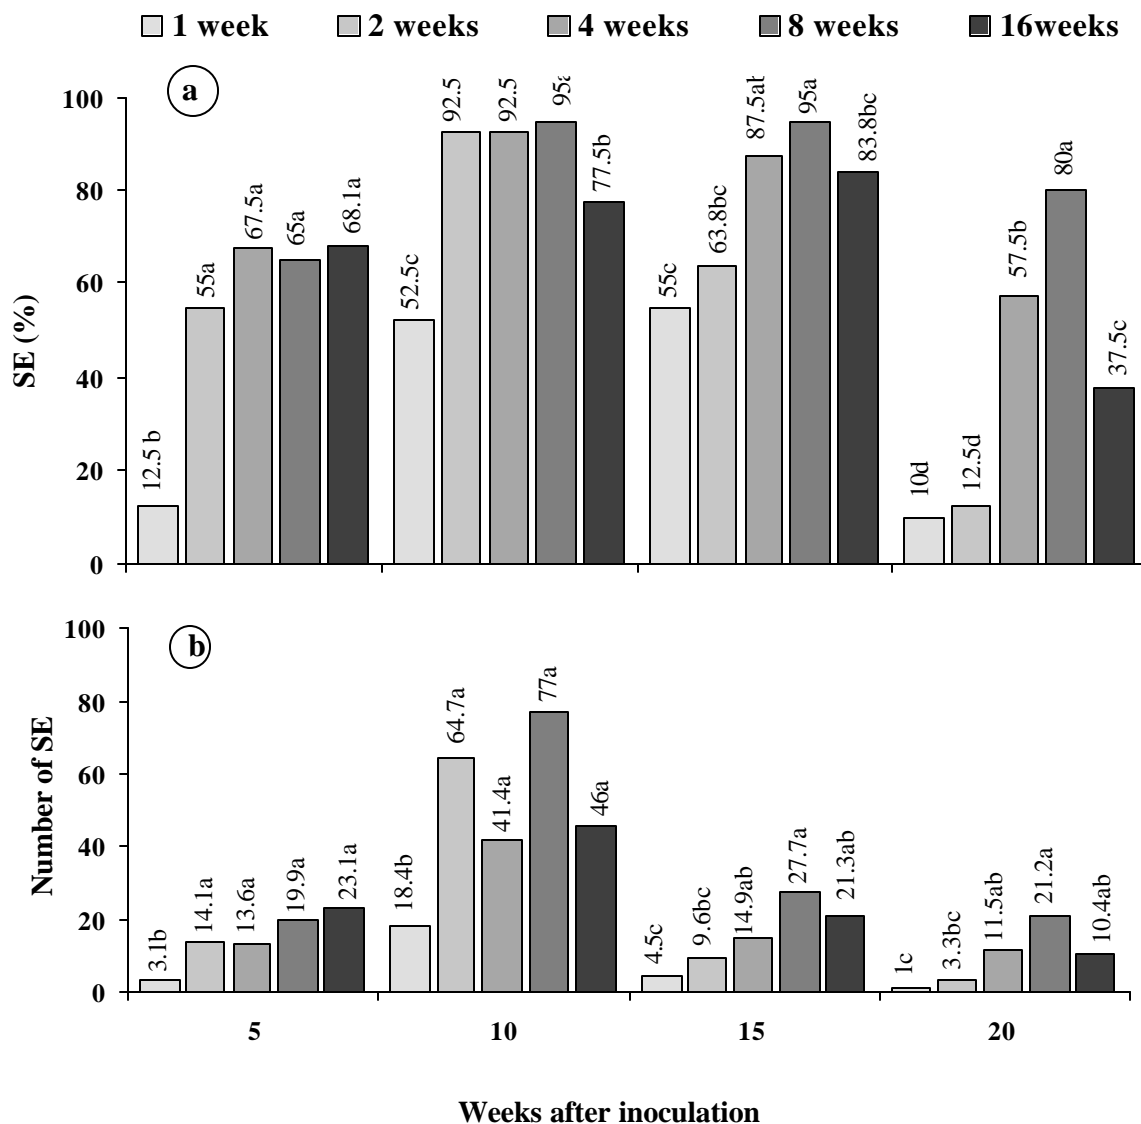 1 week 2 weeks 4 weeks 8 weeks 16weeks
a
100
80
60
40
20
0
SE (%)
12.5 b 55a 67.5a 65a 68.1a
52.5c 92.5 92.5 95a 77.5b
55c 63.8bc 87.5ab 95a 83.8bc
10d 12.5d 57.5b 80a 37.5c
b
100
80
60
40
20
0
Number of SE
3.1b 14.1a 13.6a 19.9a 23.1a
18.4b 64.7a 41.4a 77a 46a
4.5c 9.6bc 14.9ab 27.7a 21.3ab
1c 3.3bc 11.5ab 21.2a 10.4ab
5 10 15 20
Weeks after inoculation